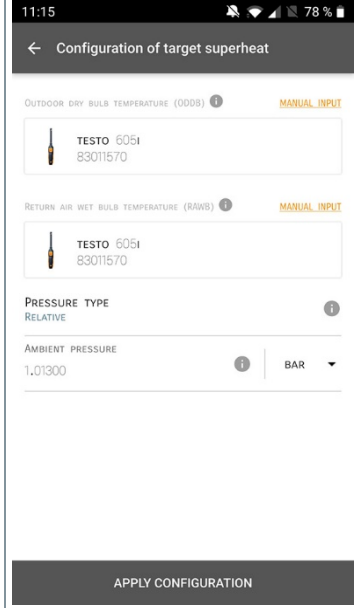 11:15 78 %
Configuration of target superheat
OUTDOOR DRY BULB TEMPERATURE (ODDB) MANUAL INPUT
TESTO 605I
83011570
RETURN AIR WET BULB TEMPERATURE (RAWB) MANUAL INPUT
TESTO 605I
83011570
PRESSURE TYPE
RELATIVE
AMBIENT PRESSURE
1.01300 BAR
APPLY CONFIGURATION